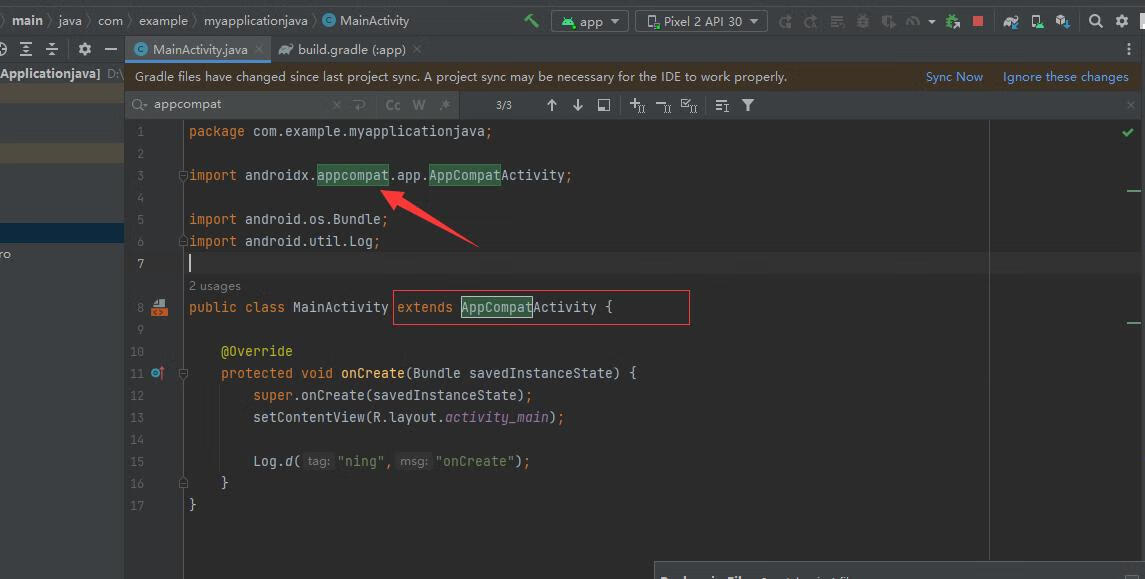 main java com example myapplicationjava MainActivity app Pixel 2 API 30
MainActivity.java build.gradle (:app)
Applicationjava] D:\
Gradle files have changed since last project sync. A project sync may be necessary for the IDE to work properly. Sync Now Ignore these changes
appcompat Cc W .* 3/3
1 package com.example.myapplicationjava;
2
3 import androidx.appcompat.app.AppCompatActivity;
4
5 import android.os.Bundle;
6 import android.util.Log;
ro
7
2 usages
8 public class MainActivity extends AppCompatActivity {
9
10 @Override
11 protected void onCreate(Bundle savedInstanceState) {
12 super.onCreate(savedInstanceState);
13 setContentView(R.layout.activity_main);
14
15 Log.d( tag: "ning", msg: "onCreate");
16 }
17 }